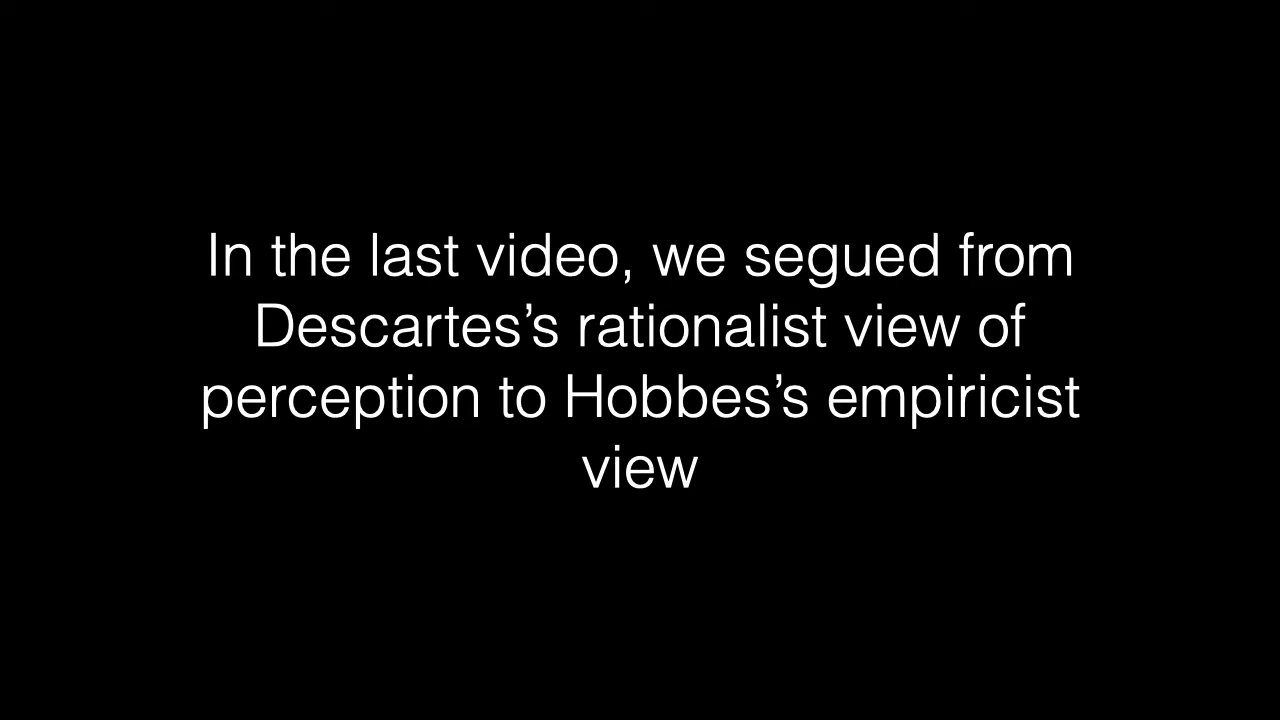 In the last video, we segued from
Descartes’s rationalist view of
perception to Hobbes’s empiricist
view